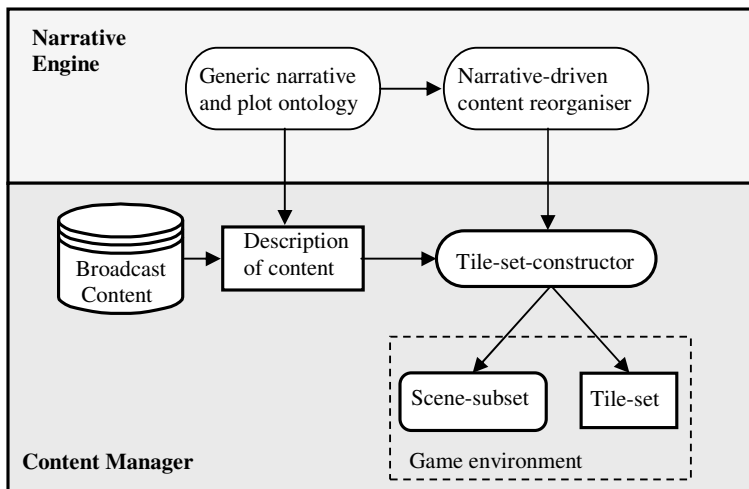 Narrative
Engine
Generic narrative
and plot ontology
Narrative-driven
content reorganiser
Broadcast
Content
Description
of content
Tile-set-constructor
Scene-subset
Tile-set
Game environment
Content Manager